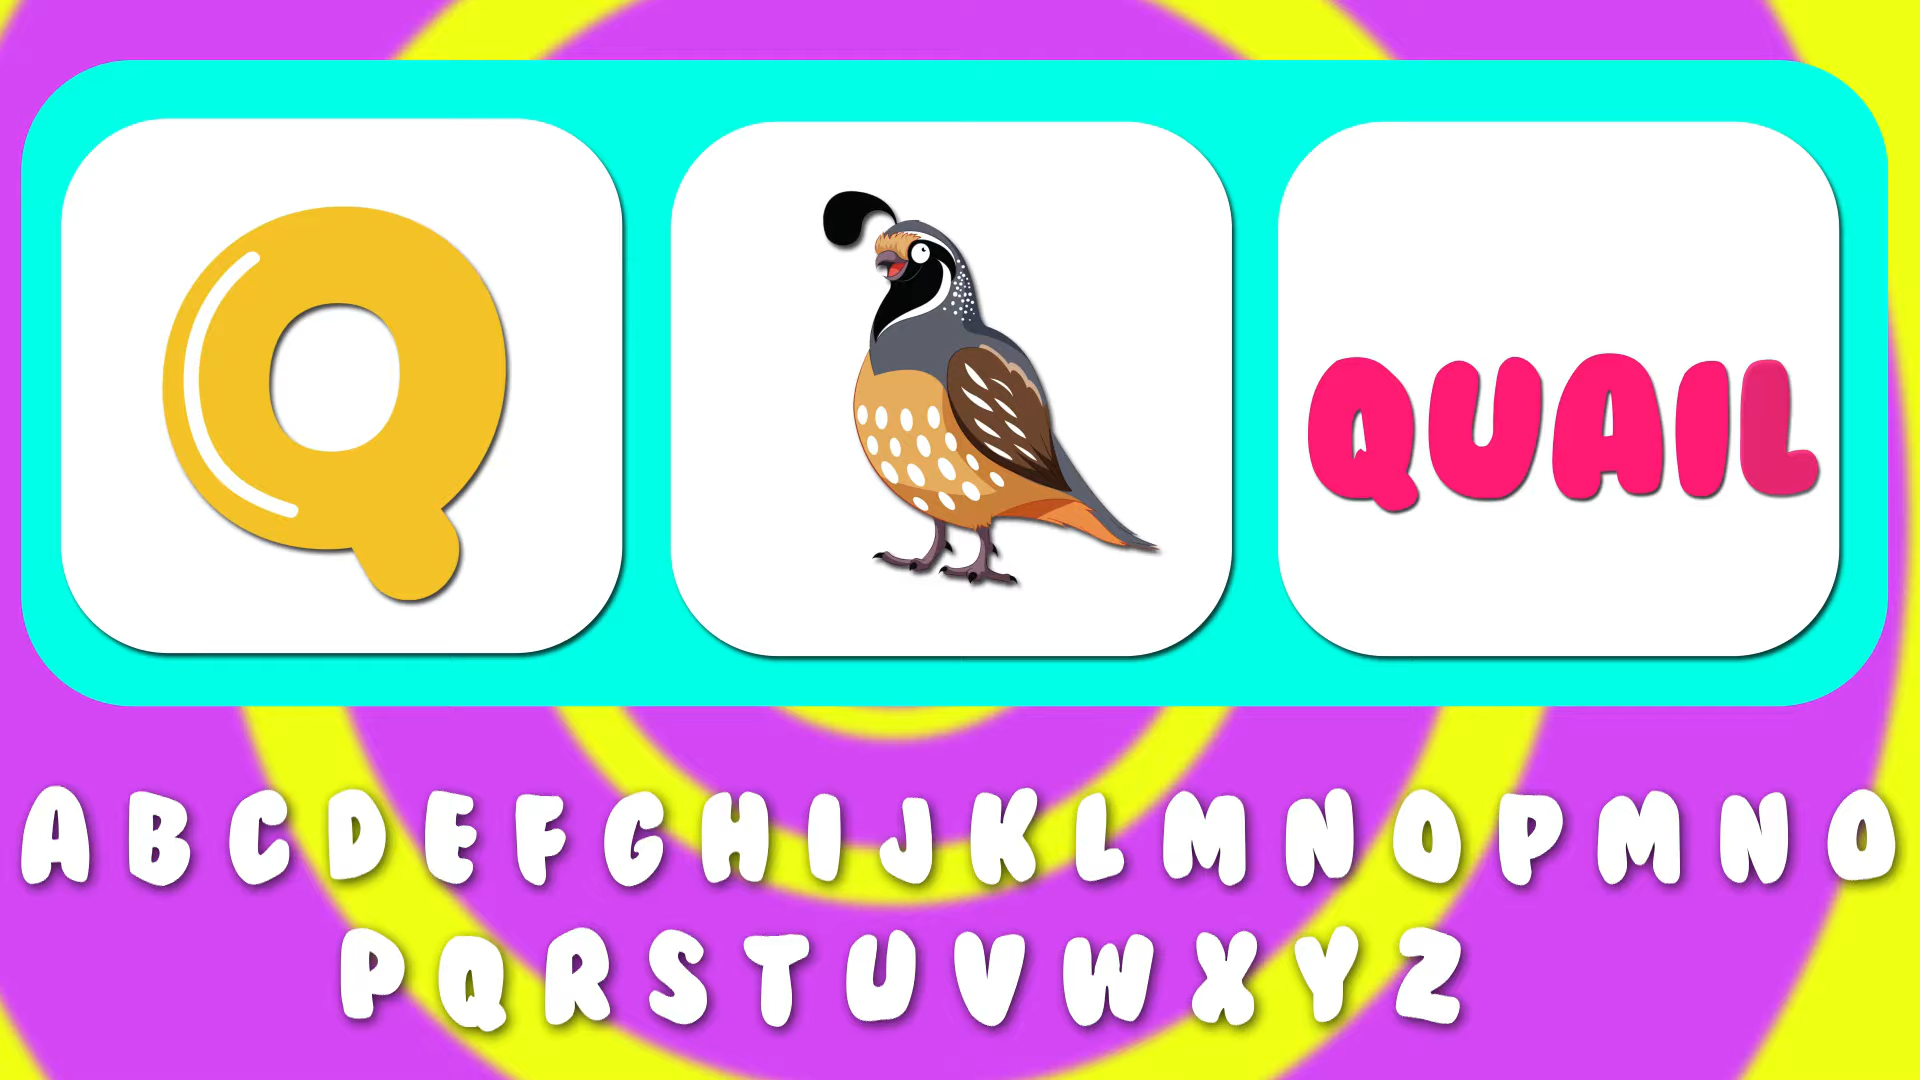 Q
QUAIL
A B C D E F G H I J K L M N O P M N O
P Q R S T U V W X Y Z